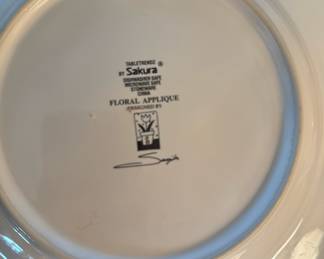 TABLETRENDZ ®
BY Sakura
DISHWASHER SAFE
MICROWAVE SAFE
STONEWARE
CHINA
FLORAL APPLIQUE
DESIGNED BY